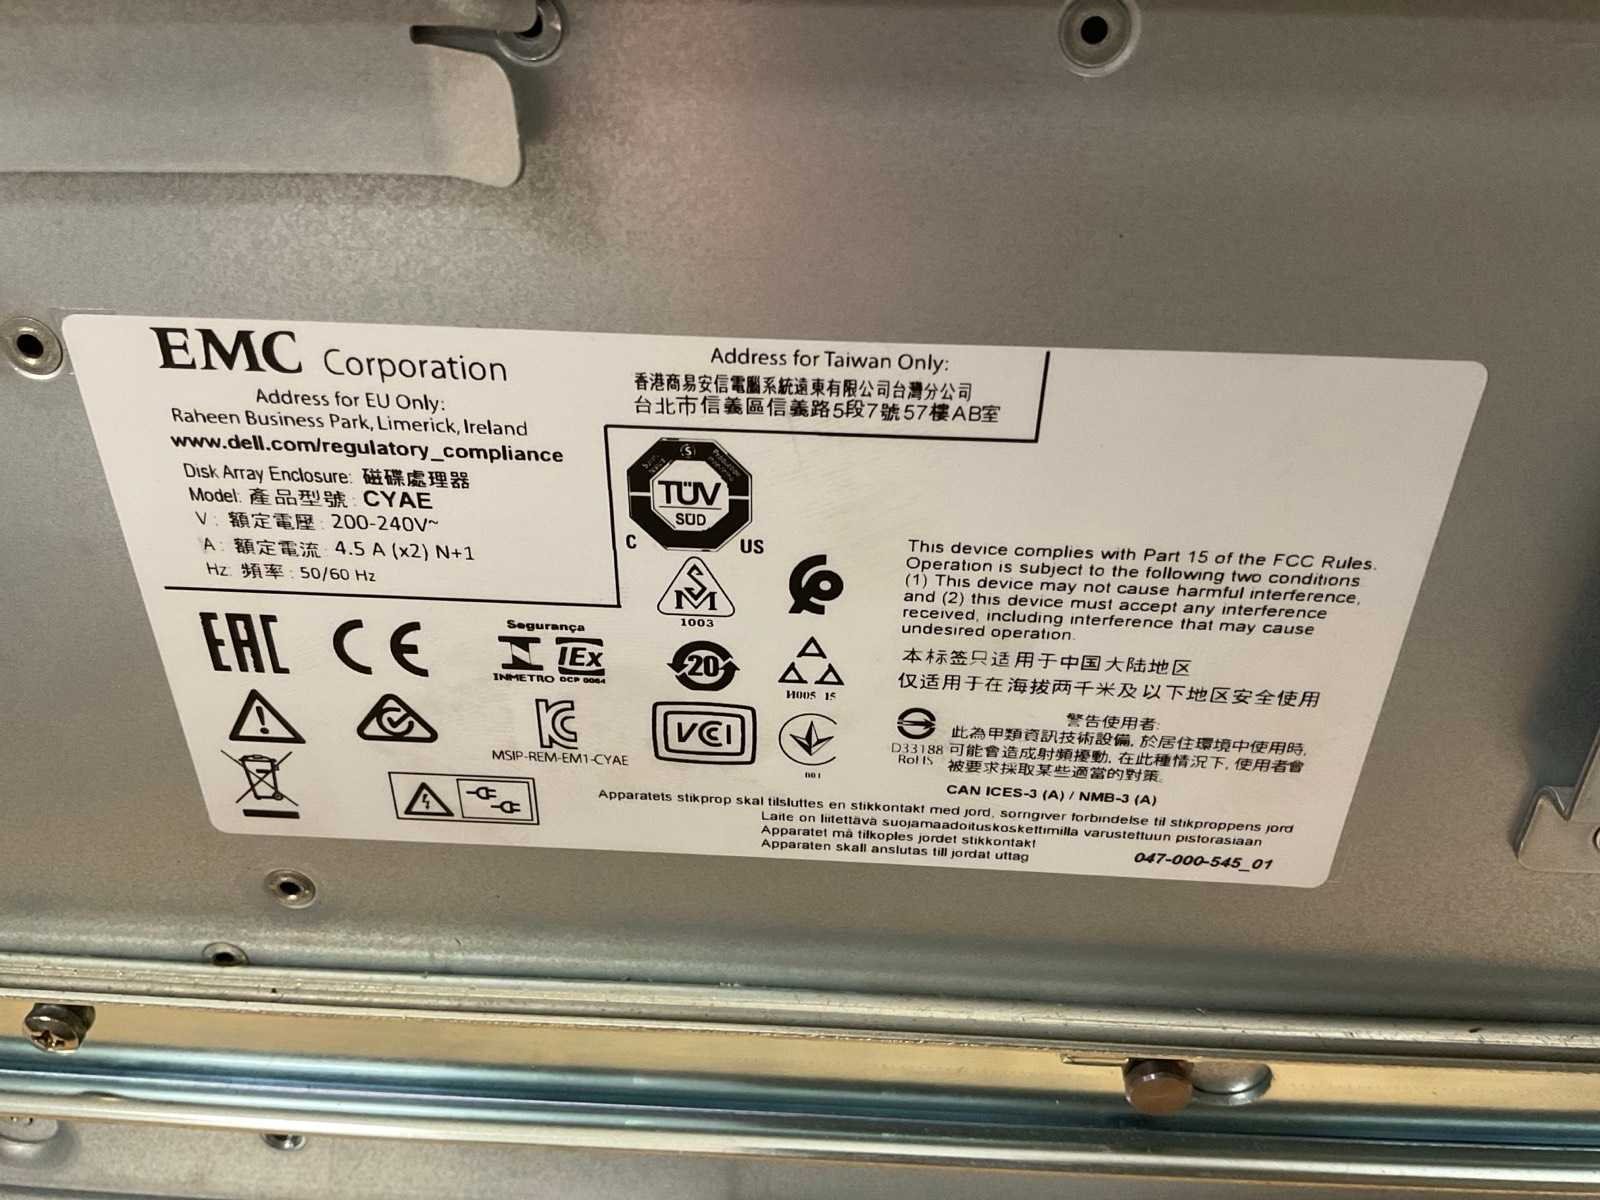 EMC Corporation
Address for EU Only:
Raheen Business Park, Limerick, Ireland
www.dell.com/regulatory_compliance
Disk Array Enclosure: 磁碟處理器
Model: 產品型號: CYAE
V: 額定電壓: 200-240V~
A: 額定電流: 4.5 A (x2) N+1
Hz: 頻率: 50/60 Hz
Address for Taiwan Only:
香港商易安信電腦系統遠東有限公司台灣分公司
台北市信義區信義路5段7號57樓AB室
TÜV
SÜD
C US
SM
1003
EAC CE
Segurança
IEx
INMETRO OCP 0064
20
MSIP-REM-EM1-CYAE
VCCI
001
This device complies with Part 15 of the FCC Rules.
Operation is subject to the following two conditions
(1) This device may not cause harmful interference,
and (2) this device must accept any interference
received, including interference that may cause
undesired operation.
本标签只适用于中国大陆地区
仅适用于在海拔两千米及以下地区安全使用
D33188
RoHS
警告使用者:
此為甲類資訊技術設備, 於居住環境中使用時,
可能會造成射頻擾動, 在此種情況下, 使用者會
被要求採取某些適當的對策
CAN ICES-3 (A) / NMB-3 (A)
Apparatets stikprop skal tilsluttes en stikkontakt med jord, somgiver forbindelse til stikproppens jord
Laite on liitettävä suojamaadoituskoskettimilla varustettuun pistorasiaan
Apparatet må tilkoples jordet stikkontakt
Apparaten skall anslutas till jordat uttag
047-000-545_01